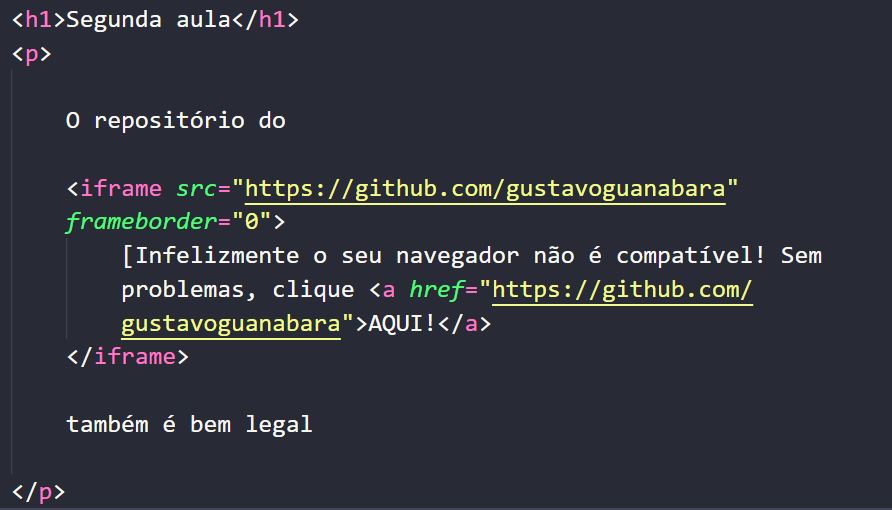 <h1>Segunda aula</h1>
<p>
O repositório do
<iframe src="https://github.com/gustavoguanabara"
frameborder="0">
[Infelizmente o seu navegador não é compatível! Sem
problemas, clique <a href="https://github.com/
gustavoguanabara">AQUI!</a>
</iframe>
também é bem legal
</p>